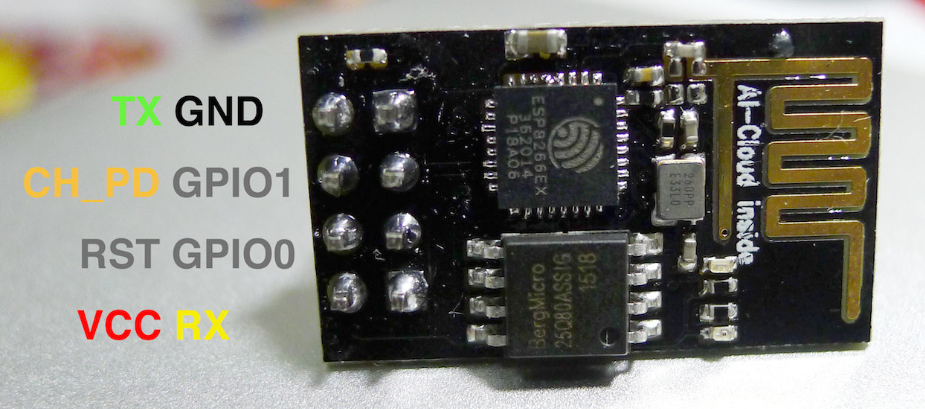 TX GND
CH_PD GPIO1
RST GPIO0
VCC RX
ESP8266EX
362014
P18A06
BergMicro
25Q80ASSIG
1518
AI-Cloud inside